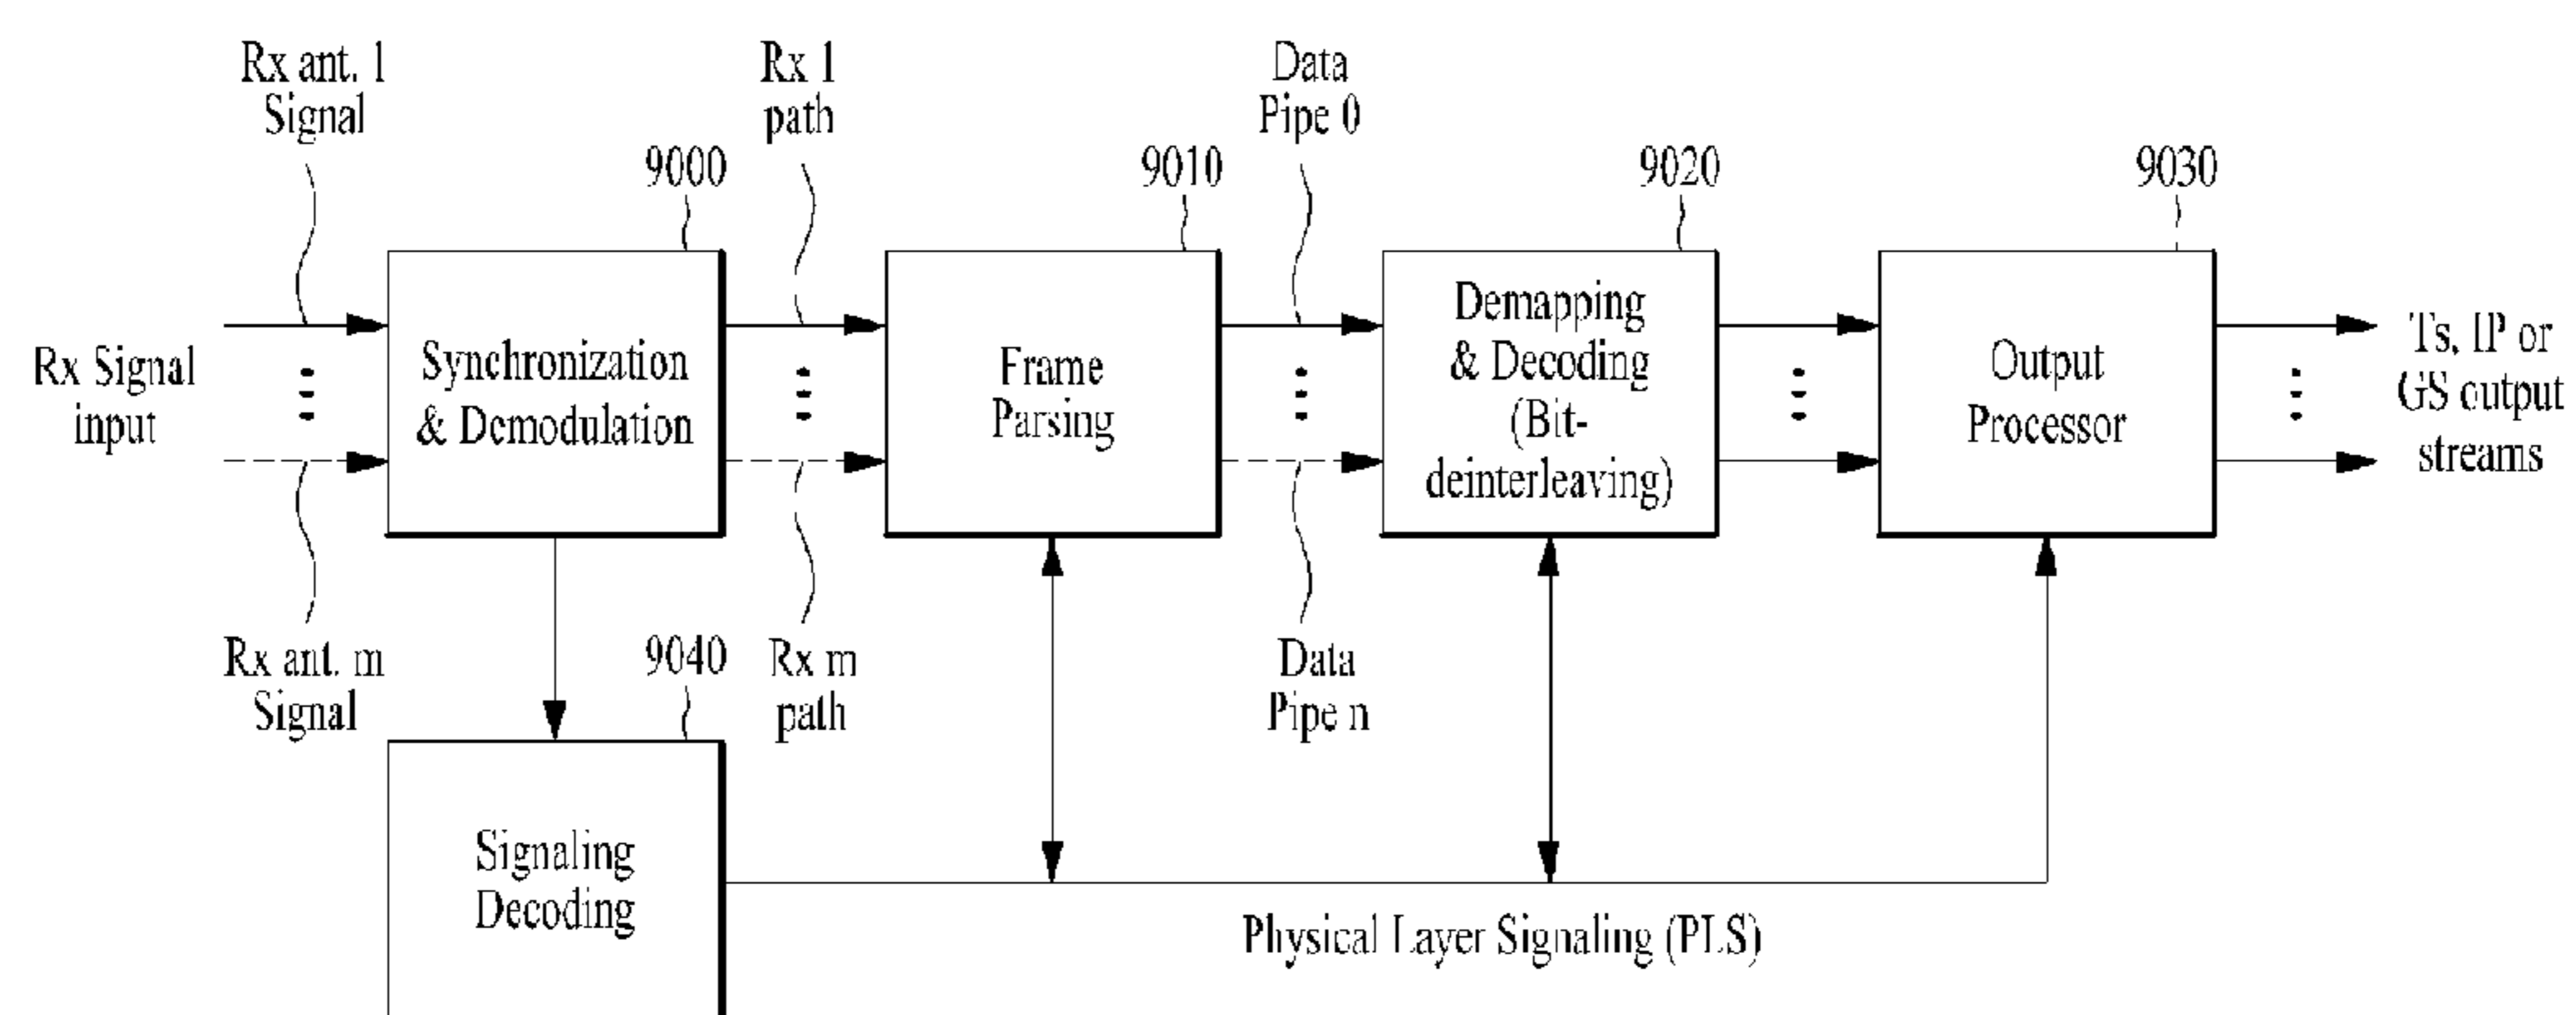 Rx ant. 1
Signal
Rx 1
path
Data
Pipe 0
9000
9010
9020
9030
Rx Signal
input
Synchronization
& Demodulation
Frame
Parsing
Demapping
& Decoding
(Bit-
deinterleaving)
Output
Processor
Ts, IP or
GS output
streams
Rx ant. m
Signal
9040
Rx m
path
Data
Pipe n
Signaling
Decoding
Physical Layer Signaling (PLS)